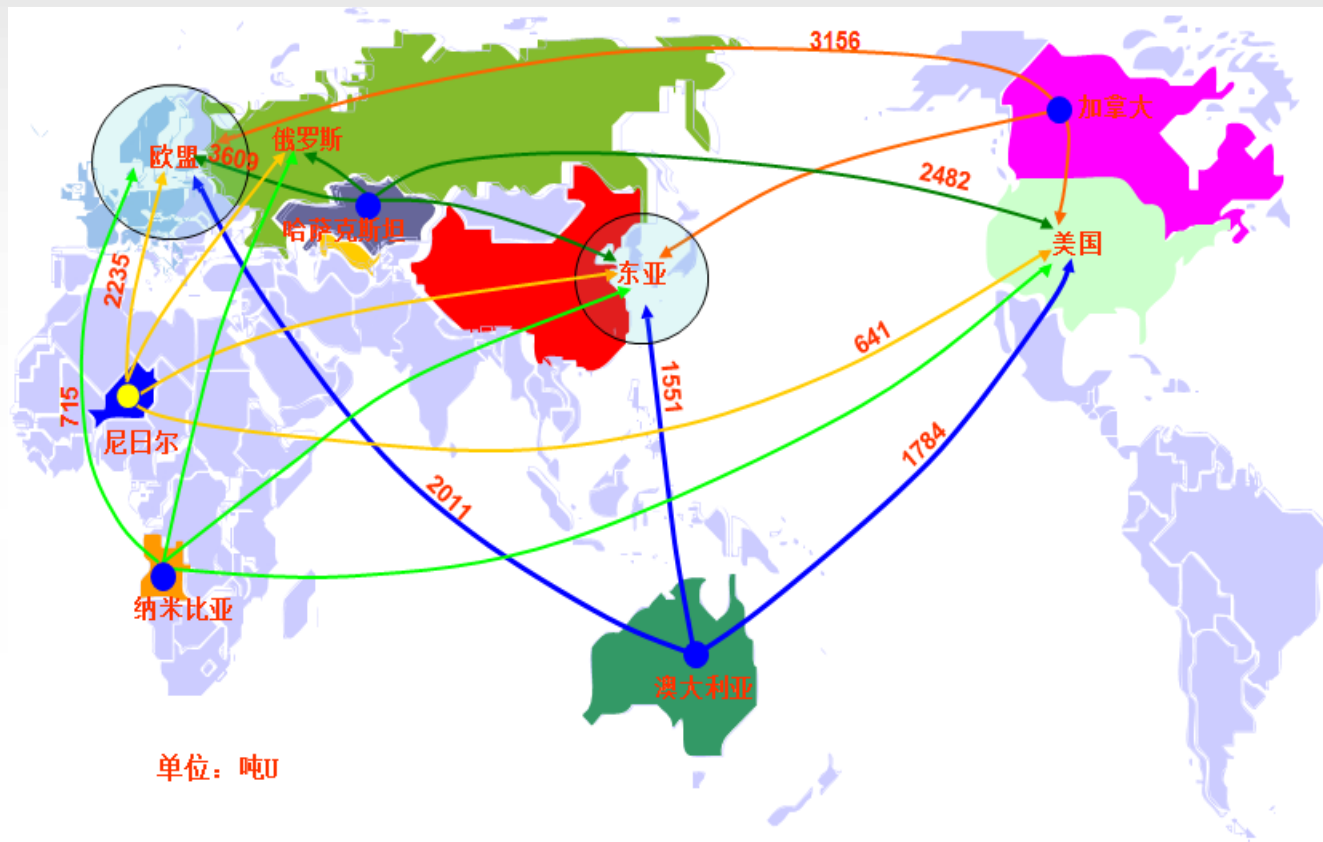 3156
加拿大
俄罗斯
欧盟
3609
2482
哈萨克斯坦
美国
东亚
2235
641
1551
715
尼日尔
1784
2011
纳米比亚
澳大利亚
单位：吨U